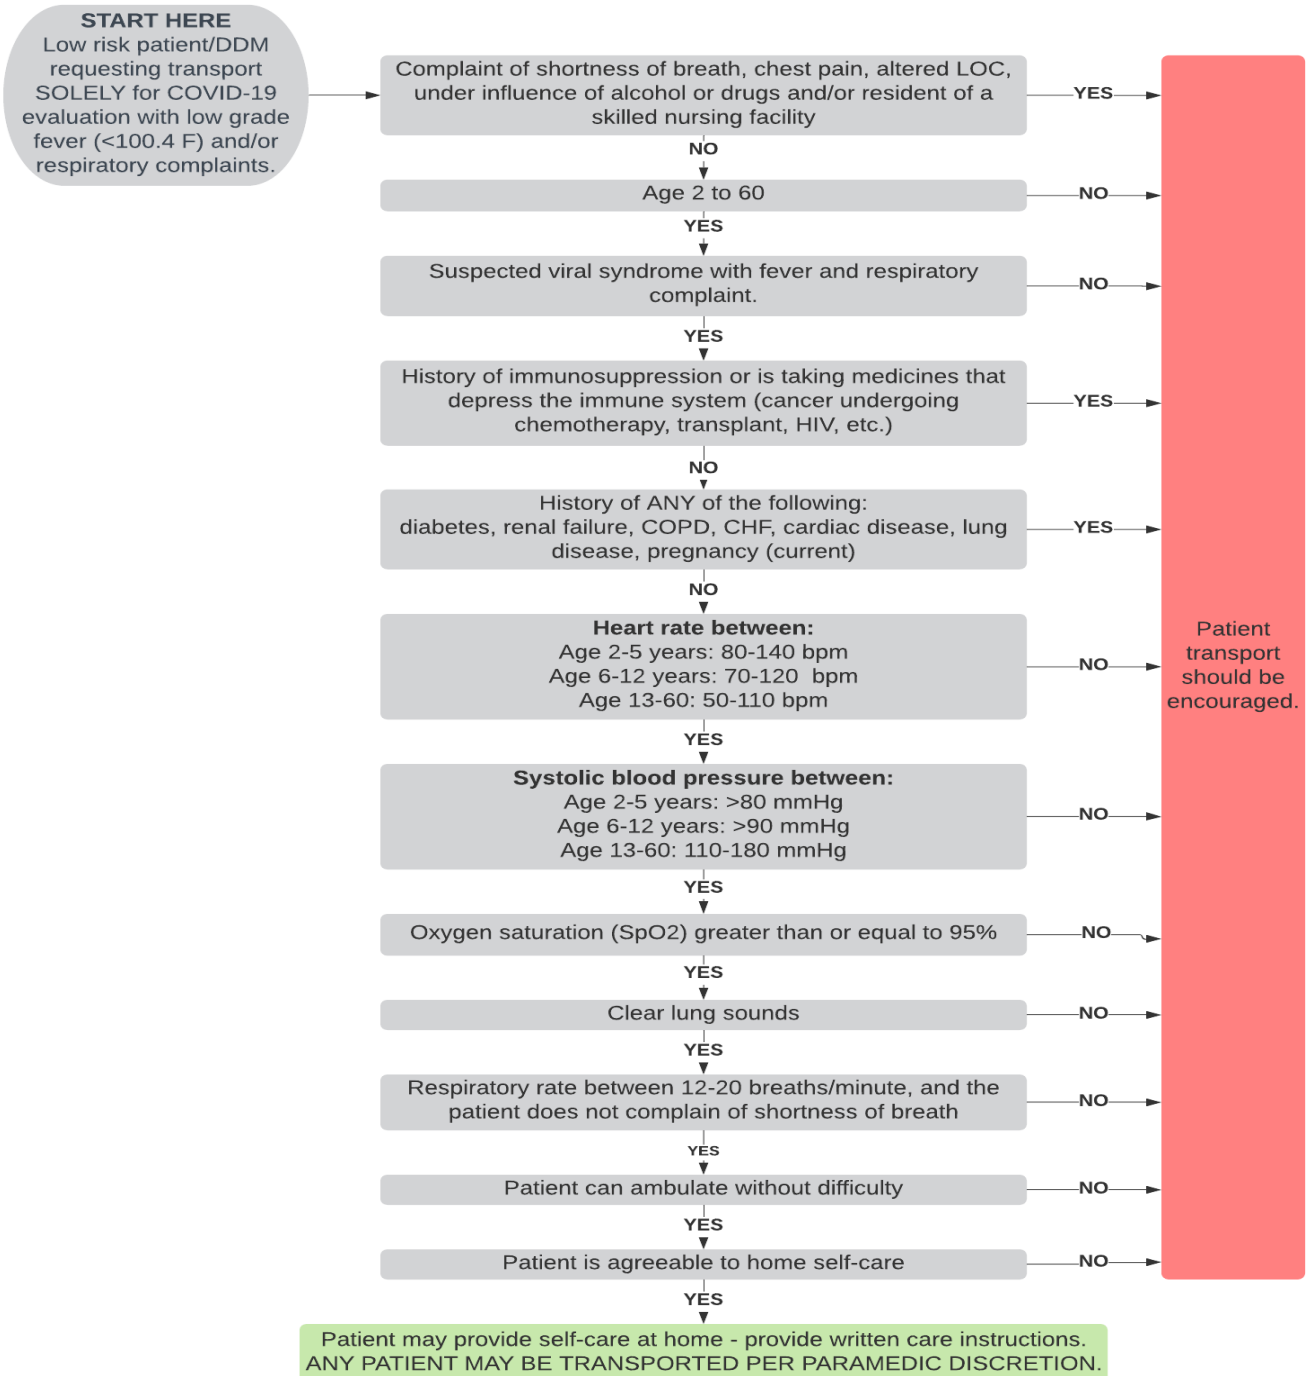 START HERE
Low risk patient/DDM
requesting transport
SOLELY for COVID-19
evaluation with low grade
fever (<100.4 F) and/or
respiratory complaints.
Complaint of shortness of breath, chest pain, altered LOC,
under influence of alcohol or drugs and/or resident of a
skilled nursing facility
YES
NO
Age 2 to 60
NO
YES
Suspected viral syndrome with fever and respiratory
complaint.
NO
YES
History of immunosuppression or is taking medicines that
depress the immune system (cancer undergoing
chemotherapy, transplant, HIV, etc.)
YES
NO
History of ANY of the following:
diabetes, renal failure, COPD, CHF, cardiac disease, lung
disease, pregnancy (current)
YES
NO
Heart rate between:
Age 2-5 years: 80-140 bpm
Age 6-12 years: 70-120  bpm
Age 13-60: 50-110 bpm
NO
YES
Systolic blood pressure between:
Age 2-5 years: >80 mmHg
Age 6-12 years: >90 mmHg
Age 13-60: 110-180 mmHg
NO
YES
Oxygen saturation (SpO2) greater than or equal to 95%
NO
YES
Clear lung sounds
NO
YES
Respiratory rate between 12-20 breaths/minute, and the
patient does not complain of shortness of breath
NO
YES
Patient can ambulate without difficulty
NO
YES
Patient is agreeable to home self-care
NO
YES
Patient
transport
should be
encouraged.
Patient may provide self-care at home - provide written care instructions.
ANY PATIENT MAY BE TRANSPORTED PER PARAMEDIC DISCRETION.